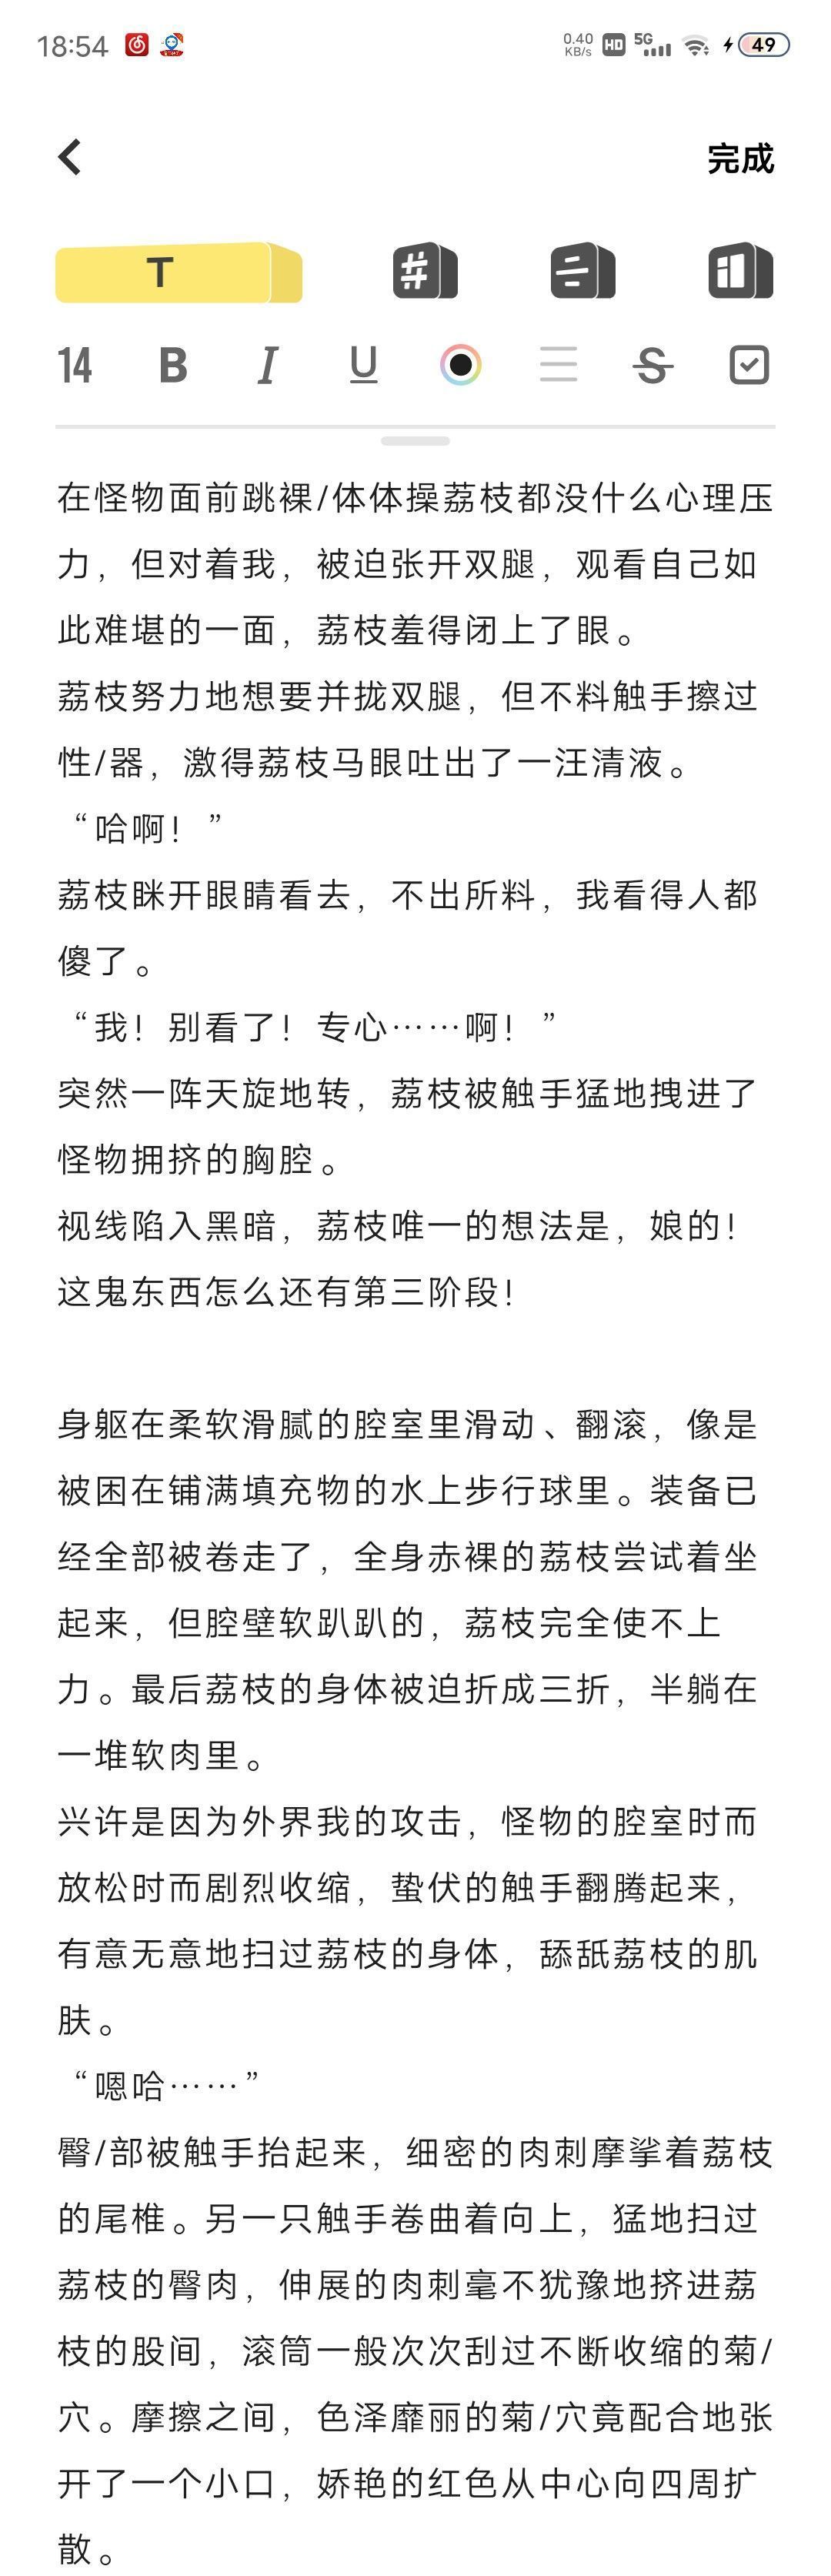 18:54
0.40
KB/s
HD
5G
49
完成
T
#
14
B
I
U
S
在怪物面前跳裸/体体操荔枝都没什么心理压
力，但对着我，被迫张开双腿，观看自己如
此难堪的一面，荔枝羞得闭上了眼。
荔枝努力地想要并拢双腿，但不料触手擦过
性/器，激得荔枝马眼吐出了一汪清液。
“哈啊！”
荔枝眯开眼睛看去，不出所料，我看得人都
傻了。
“我！别看了！专心……啊！”
突然一阵天旋地转，荔枝被触手猛地拽进了
怪物拥挤的胸腔。
视线陷入黑暗，荔枝唯一的想法是，娘的！
这鬼东西怎么还有第三阶段！
身躯在柔软滑腻的腔室里滑动、翻滚，像是
被困在铺满填充物的水上步行球里。装备已
经全部被卷走了，全身赤裸的荔枝尝试着坐
起来，但腔壁软趴趴的，荔枝完全使不上
力。最后荔枝的身体被迫折成三折，半躺在
一堆软肉里。
兴许是因为外界我的攻击，怪物的腔室时而
放松时而剧烈收缩，蛰伏的触手翻腾起来，
有意无意地扫过荔枝的身体，舔舐荔枝的肌
肤。
“嗯哈……”
臀/部被触手抬起来，细密的肉刺摩挲着荔枝
的尾椎。另一只触手卷曲着向上，猛地扫过
荔枝的臀肉，伸展的肉刺毫不犹豫地挤进荔
枝的股间，滚筒一般次次刮过不断收缩的菊/
穴。摩擦之间，色泽靡丽的菊/穴竟配合地张
开了一个小口，娇艳的红色从中心向四周扩
散。